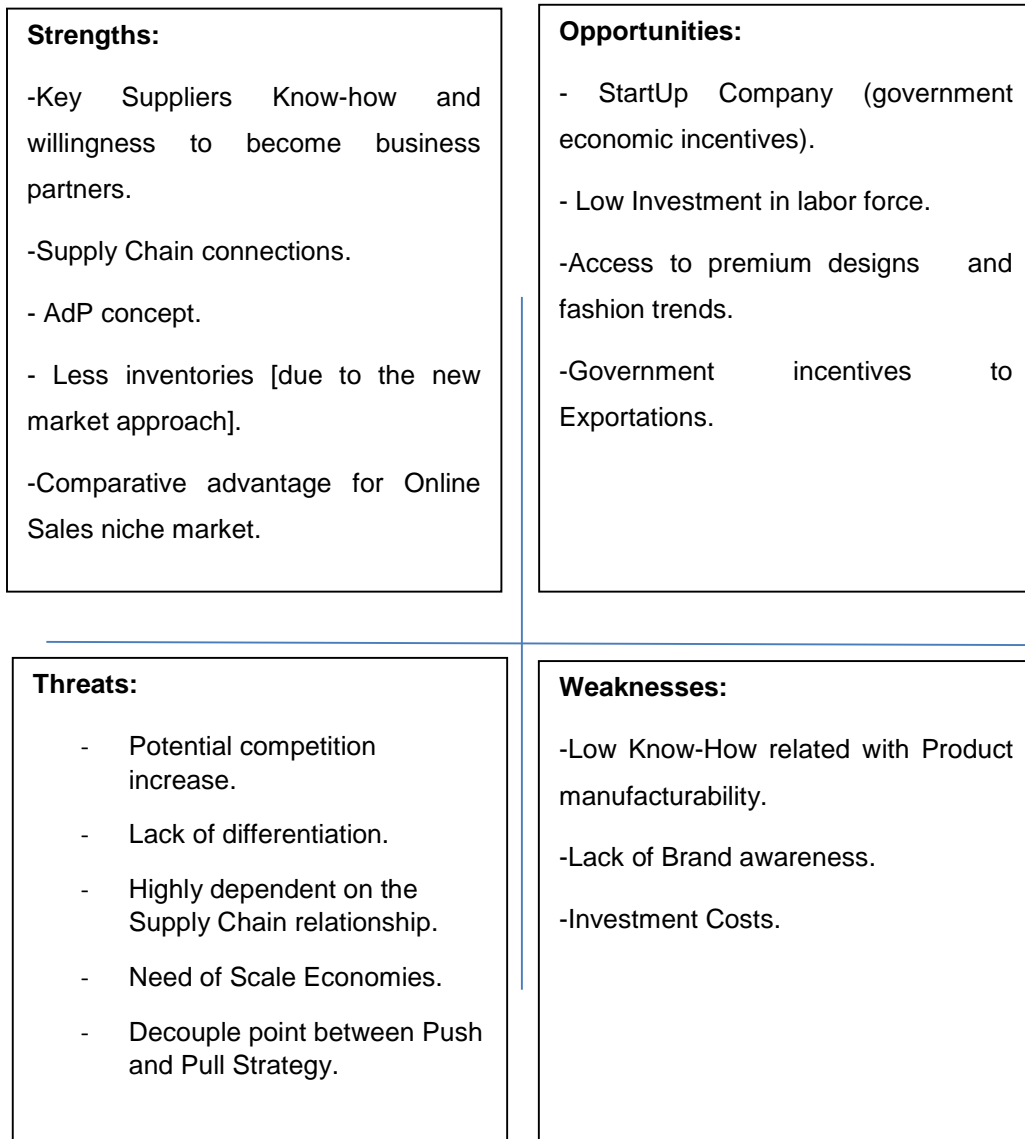 Strengths:
-Key Suppliers Know-how and
willingness to become business
partners.
-Supply Chain connections.
- AdP concept.
- Less inventories [due to the new
market approach].
-Comparative advantage for Online
Sales niche market.
Opportunities:
- StartUp Company (government
economic incentives).
- Low Investment in labor force.
-Access to premium designs and
fashion trends.
-Government incentives to
Exportations.
Threats:
- Potential competition
increase.
- Lack of differentiation.
- Highly dependent on the
Supply Chain relationship.
- Need of Scale Economies.
- Decouple point between Push
and Pull Strategy.
Weaknesses:
-Low Know-How related with Product
manufacturability.
-Lack of Brand awareness.
-Investment Costs.